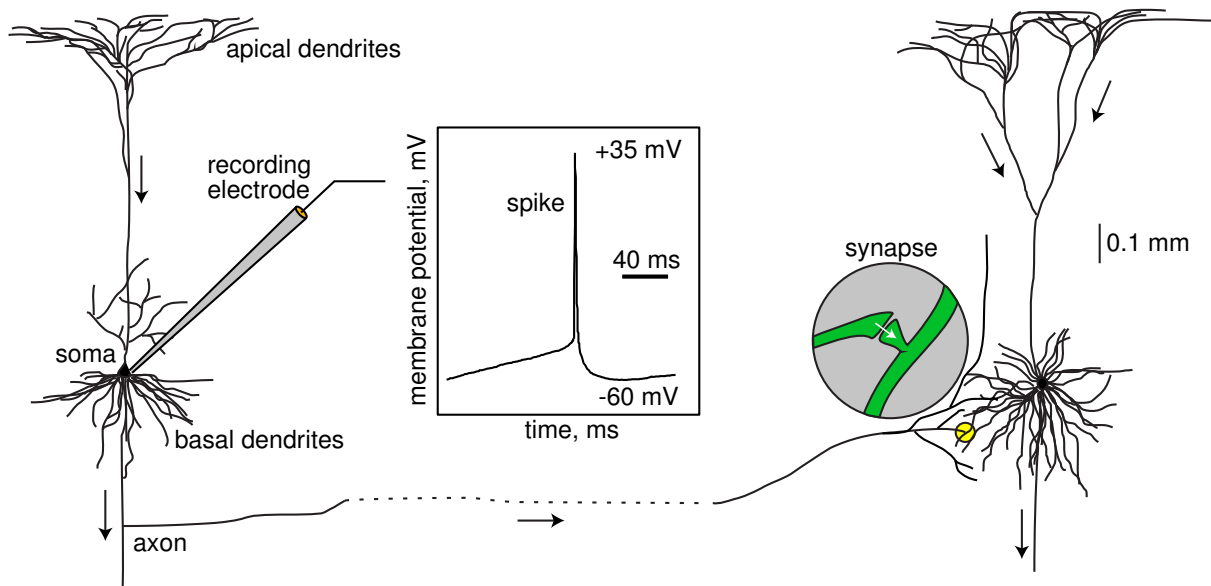 apical dendrites
recording
electrode
soma
basal dendrites
axon
membrane potential, mV
+35 mV
spike
40 ms
-60 mV
time, ms
synapse
0.1 mm